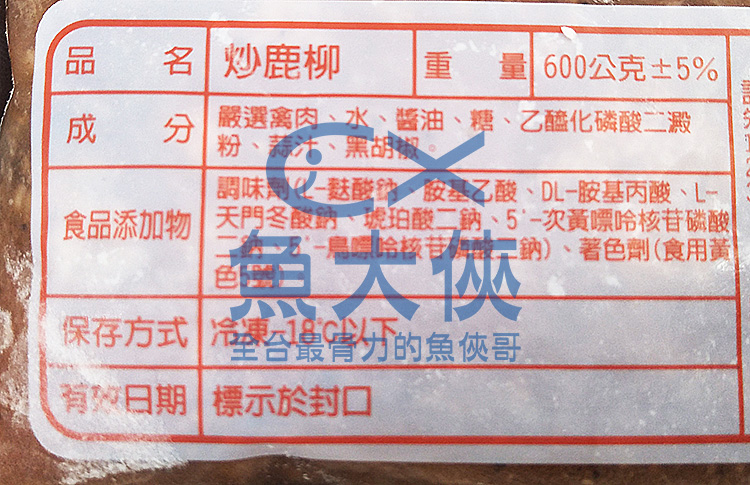 品名 炒鹿柳 重量 600公克±5%
成分 嚴選禽肉、水、醬油、糖、乙醯化磷酸二澱
粉、蒜汁、黑胡椒。
食品添加物 調味劑(L-麩酸鈉、胺基乙酸、DL-胺基丙酸、L-
天門冬酸鈉、琥珀酸二鈉、5'-次黃嘌呤核苷磷酸
二鈉、5'-鳥嘌呤核苷磷酸二鈉)、著色劑(食用黃
色5號)
魚大俠
保存方式 冷凍-18℃以下
全台最骨力的魚俠哥
有效日期 標示於封口